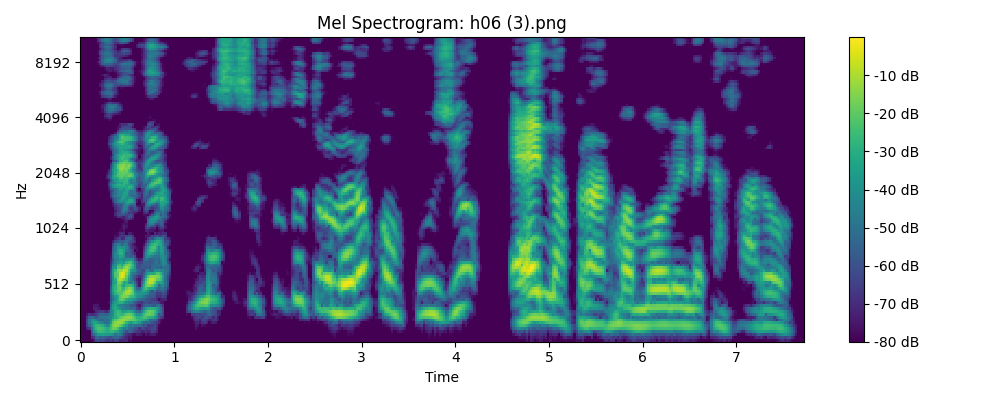 Mel Spectrogram: h06 (3).png
8192
4096
2048
1024
512
0
Hz
0 1 2 3 4 5 6 7
Time
-10 dB
-20 dB
-30 dB
-40 dB
-50 dB
-60 dB
-70 dB
-80 dB